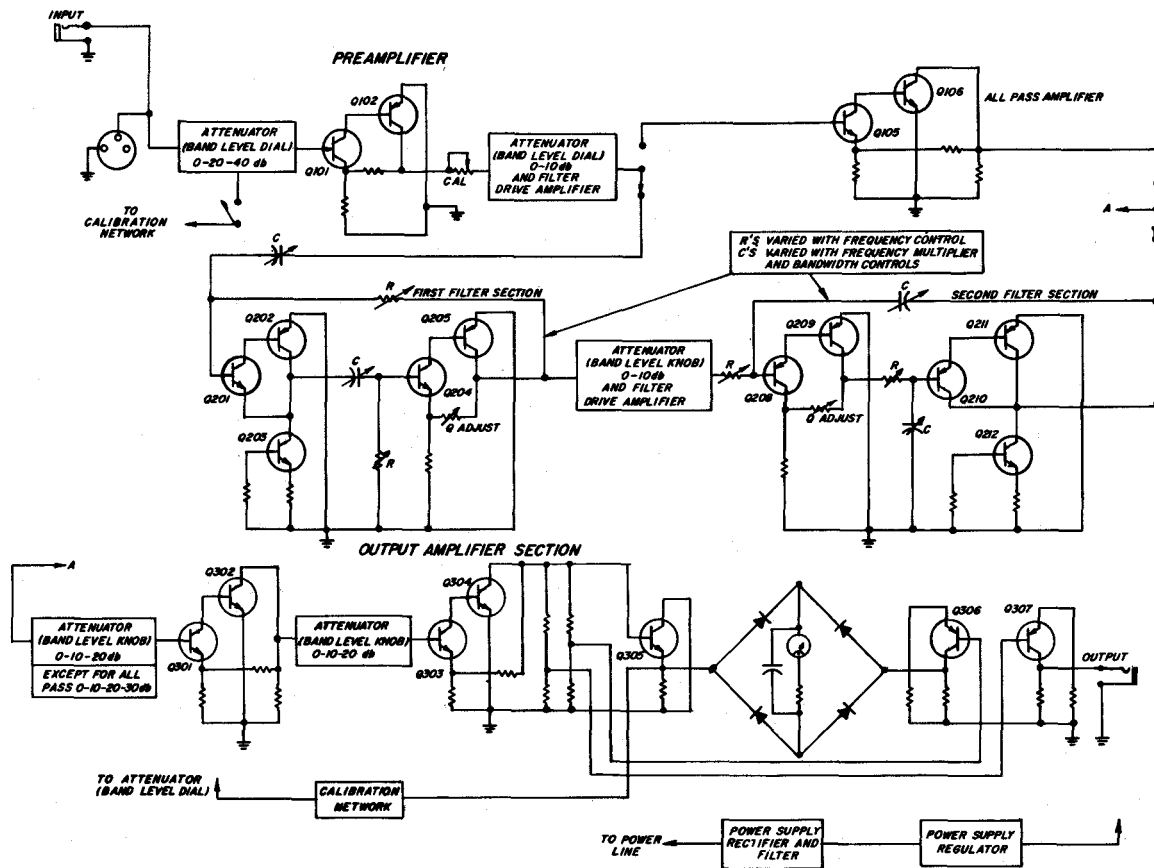 INPUT
PREAMPLIFIER
Q102
Q101
ATTENUATOR
(BAND LEVEL DIAL)
0-20-40 db
TO
CALIBRATION
NETWORK
CAL
ATTENUATOR
(BAND LEVEL DIAL)
0-10db
AND FILTER
DRIVE AMPLIFIER
Q106
Q105
ALL PASS AMPLIFIER
A
C
R'S VARIED WITH FREQUENCY CONTROL
C'S VARIED WITH FREQUENCY MULTIPLIER
AND BANDWIDTH CONTROLS
R
FIRST FILTER SECTION
C
SECOND FILTER SECTION
Q202
Q201
Q203
C
R
Q205
Q204
Q ADJUST
ATTENUATOR
(BAND LEVEL KNOB)
0-10db
AND FILTER
DRIVE AMPLIFIER
R
Q209
Q208
Q ADJUST
R
C
Q211
Q210
Q212
OUTPUT AMPLIFIER SECTION
A
ATTENUATOR
(BAND LEVEL KNOB)
0-10-20db
EXCEPT FOR ALL
PASS 0-10-20-30db
Q302
Q301
ATTENUATOR
(BAND LEVEL KNOB)
0-10-20 db
Q304
Q303
Q305
Q306
Q307
OUTPUT
TO ATTENUATOR
(BAND LEVEL DIAL)
CALIBRATION
NETWORK
TO POWER
LINE
POWER SUPPLY
RECTIFIER AND
FILTER
POWER SUPPLY
REGULATOR